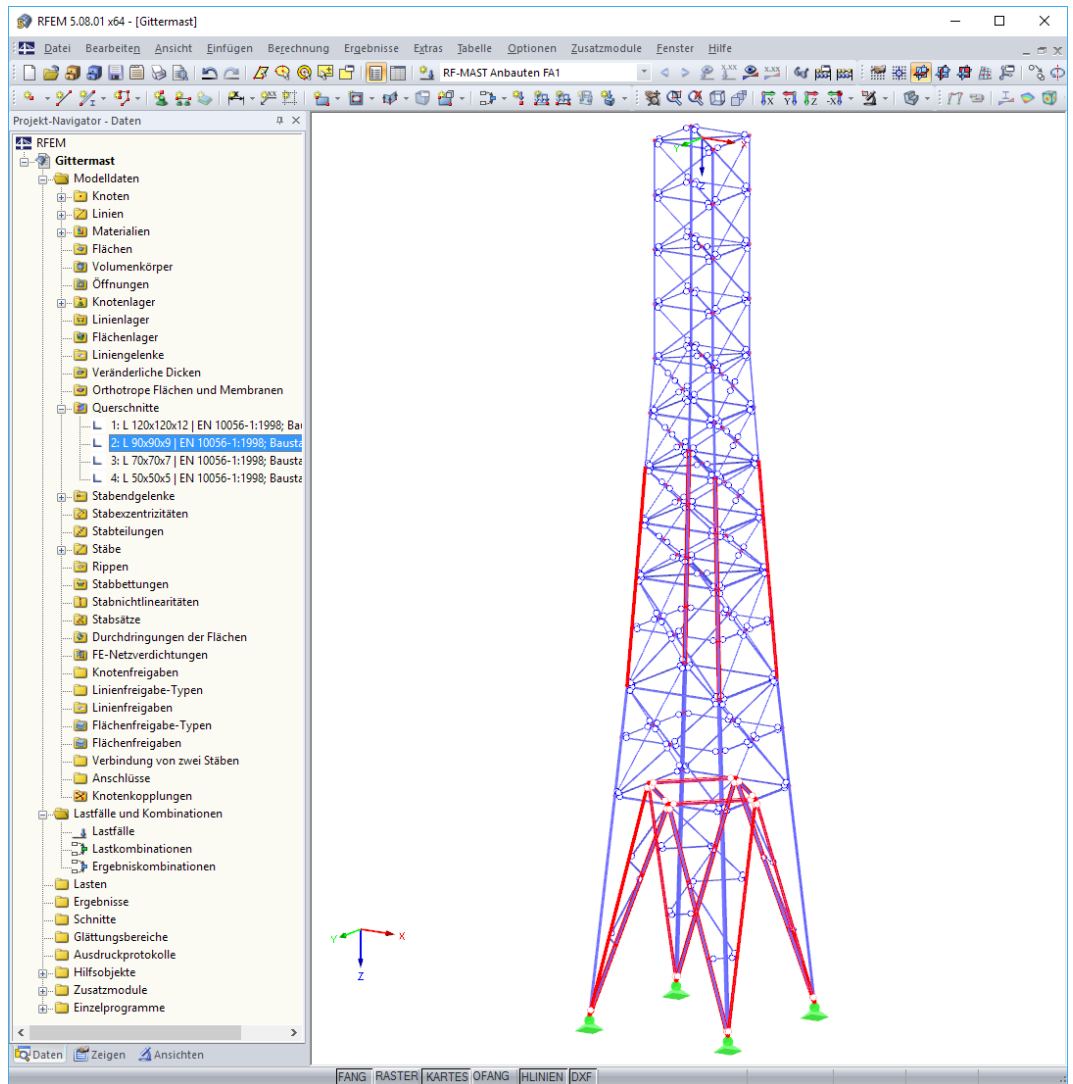 RFEM 5.08.01 x64 - [Gittermast]
Datei Bearbeiten Ansicht Einfügen Berechnung Ergebnisse Extras Tabelle Optionen Zusatzmodule Fenster Hilfe
RF-MAST Anbauten FA1
Projekt-Navigator - Daten
RFEM
Gittermast
Modelldaten
Knoten
Linien
Materialien
Flächen
Volumenkörper
Öffnungen
Knotenlager
Linienlager
Flächenlager
Liniengelenke
Veränderliche Dicken
Orthotrope Flächen und Membranen
Querschnitte
1: L 120x120x12 | EN 10056-1:1998; Bau
2: L 90x90x9 | EN 10056-1:1998; Bausta
3: L 70x70x7 | EN 10056-1:1998; Bausta
4: L 50x50x5 | EN 10056-1:1998; Bausta
Stabendgelenke
Stabexzentrizitäten
Stabteilungen
Stäbe
Rippen
Stabbettungen
Stabnichtlinearitäten
Stabsätze
Durchdringungen der Flächen
FE-Netzverdichtungen
Knotenfreigaben
Linienfreigabe-Typen
Linienfreigaben
Flächenfreigabe-Typen
Flächenfreigaben
Verbindung von zwei Stäben
Anschlüsse
Knotenkopplungen
Lastfälle und Kombinationen
Lastfälle
Lastkombinationen
Ergebniskombinationen
Lasten
Ergebnisse
Schnitte
Glättungsbereiche
Ausdruckprotokolle
Hilfsobjekte
Zusatzmodule
Einzelprogramme
Y X
Z
Y X
Z
Daten Zeigen Ansichten
FANG RASTER KARTES OFANG HLINIEN DXF